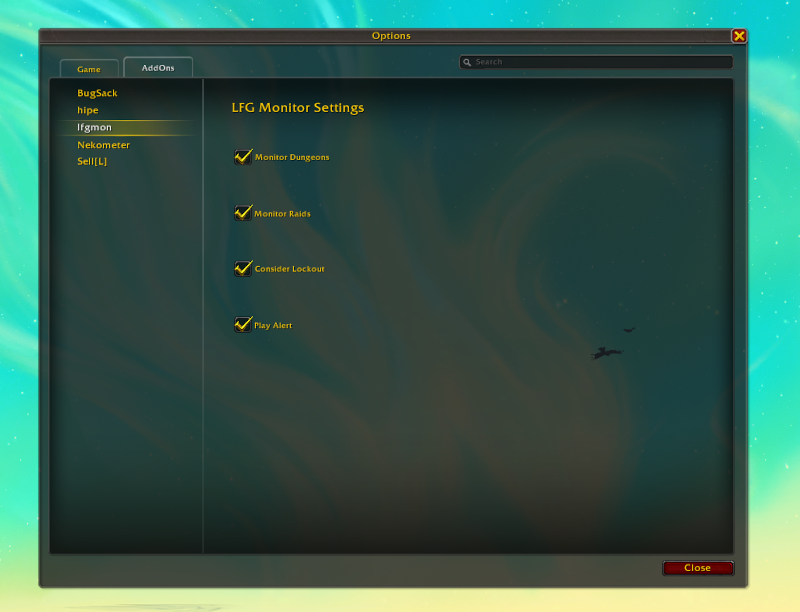 Options
Game
AddOns
Search
BugSack
hipe
lfgmon
Nekometer
Sell[L]
LFG Monitor Settings
Monitor Dungeons
Monitor Raids
Consider Lockout
Play Alert
Close